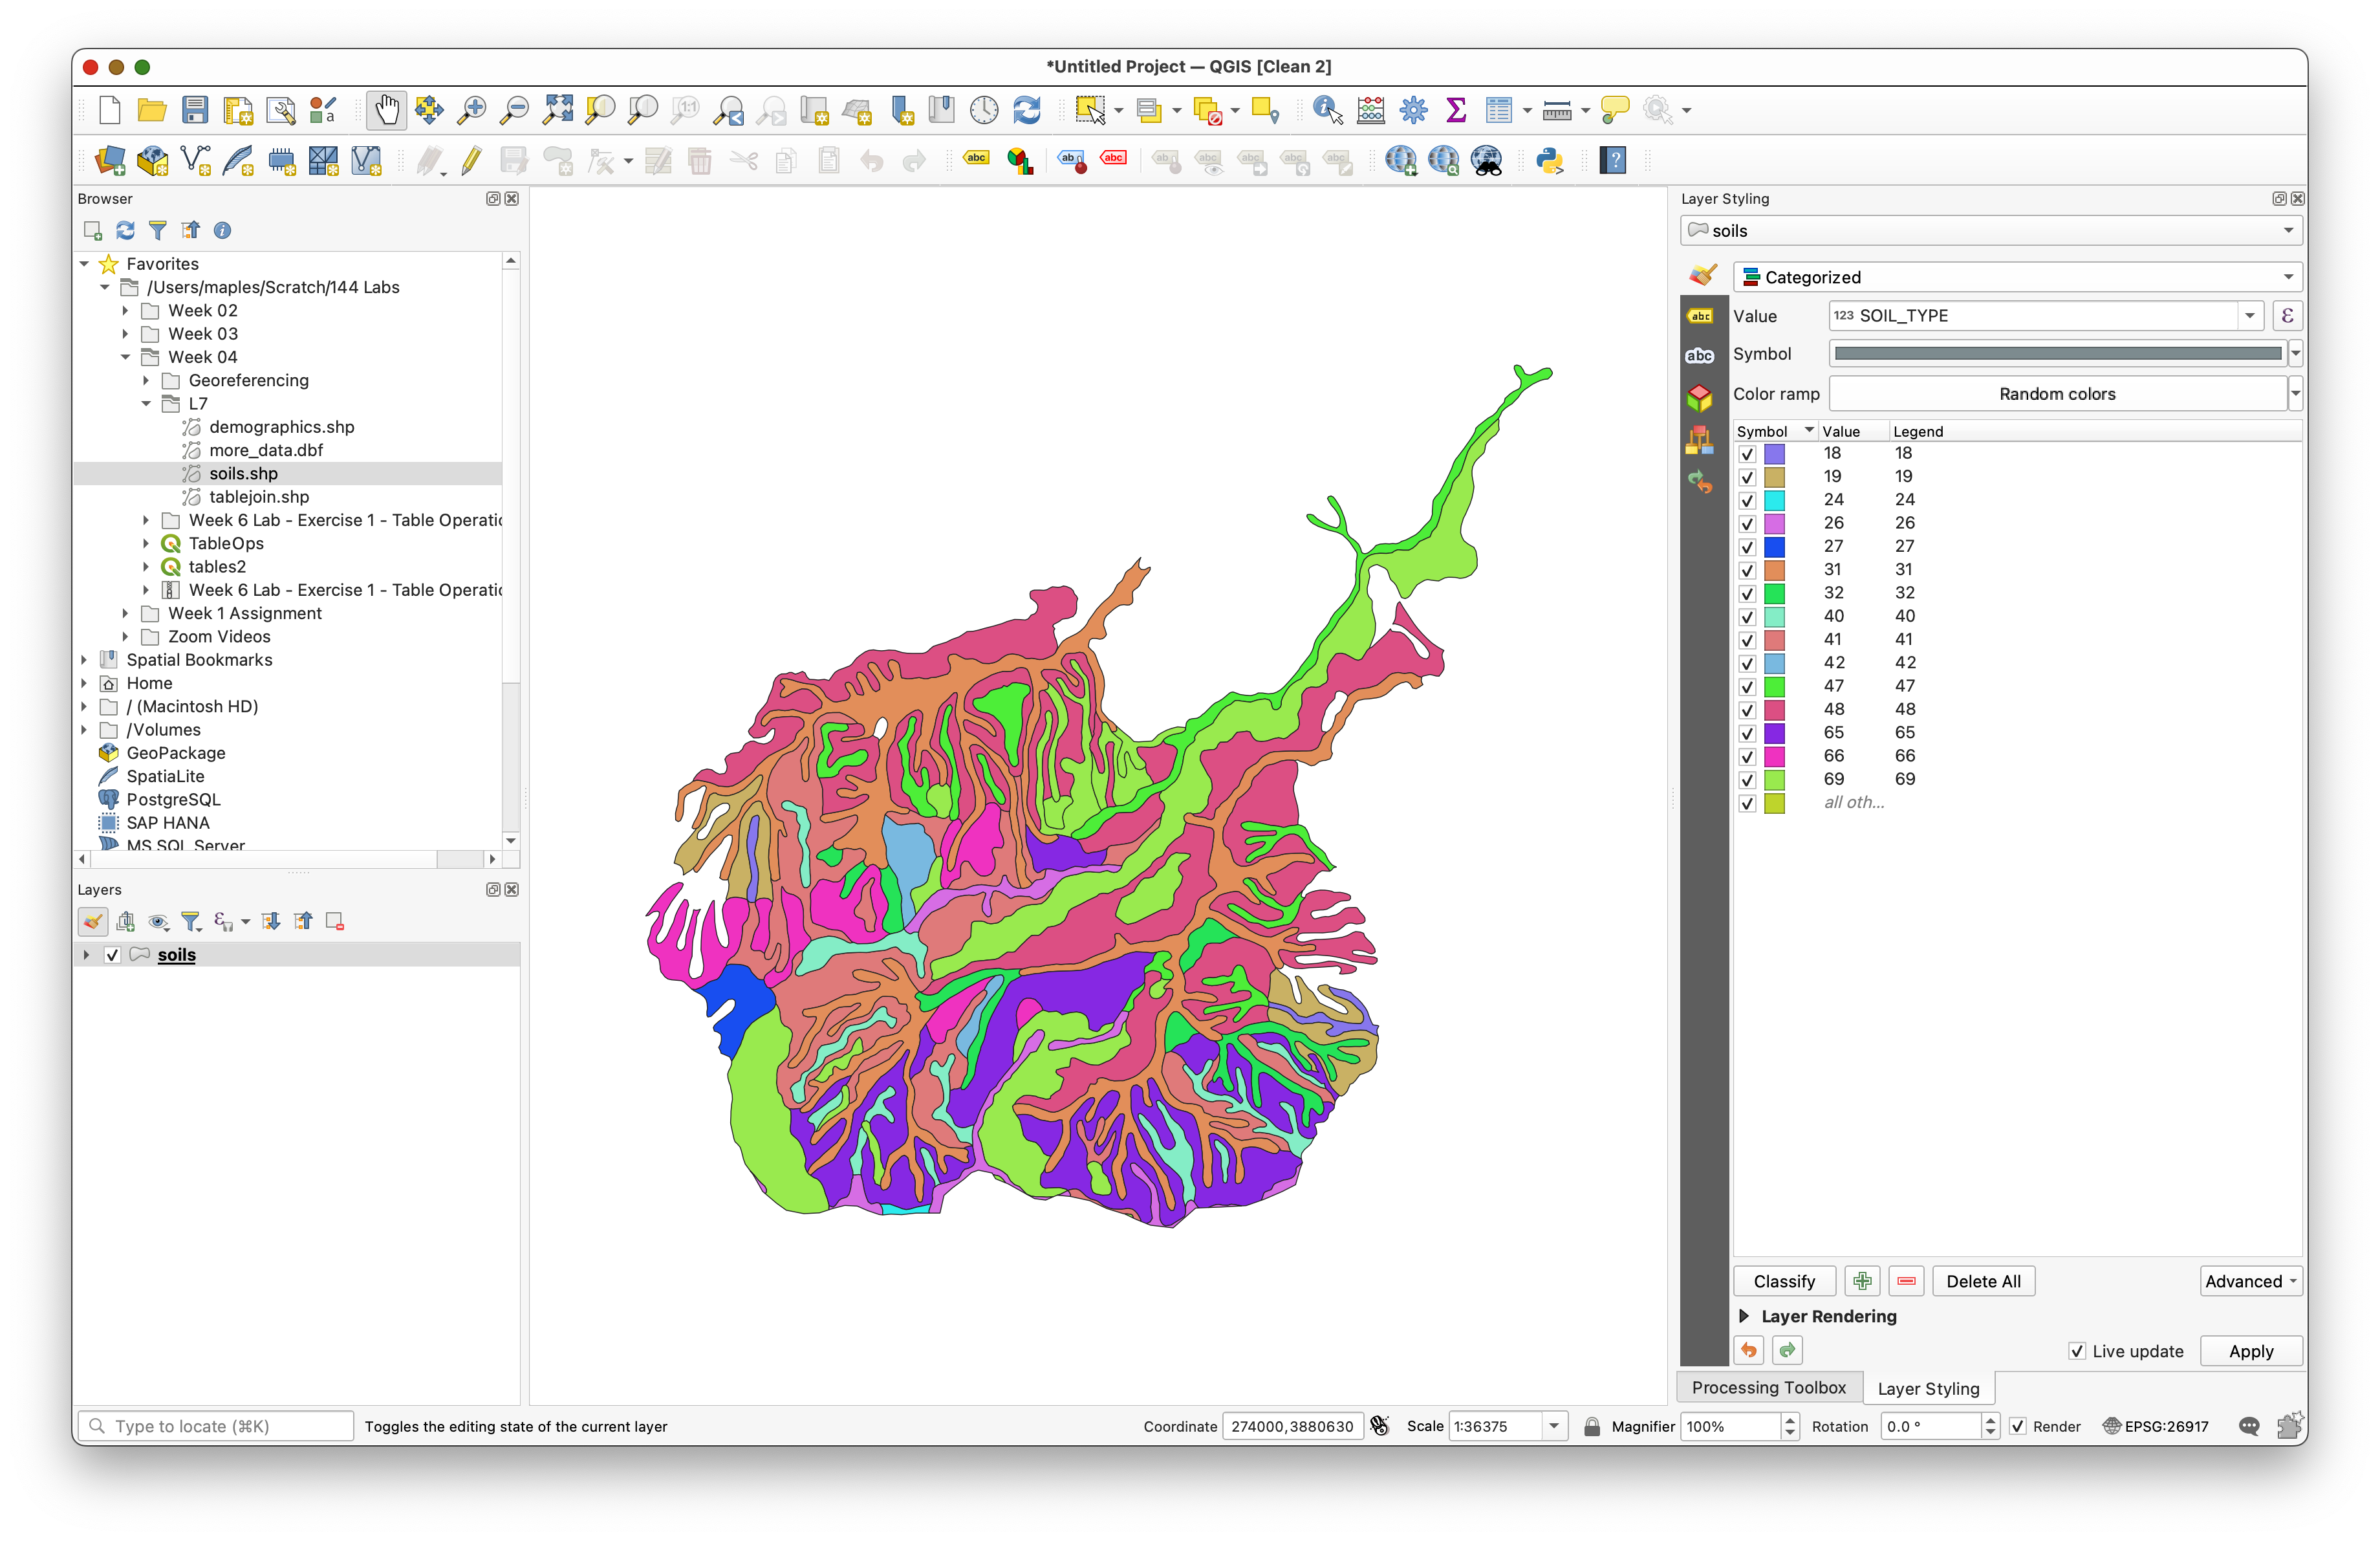 *Untitled Project — QGIS [Clean 2]
Browser
Favorites
/Users/maples/Scratch/144 Labs
Week 02
Week 03
Week 04
Georeferencing
L7
demographics.shp
more_data.dbf
soils.shp
tablejoin.shp
Week 6 Lab - Exercise 1 - Table Operatio
TableOps
tables2
Week 6 Lab - Exercise 1 - Table Operatio
Week 1 Assignment
Zoom Videos
Spatial Bookmarks
Home
/ (Macintosh HD)
/Volumes
GeoPackage
SpatiaLite
PostgreSQL
SAP HANA
MS SQL Server
Layers
soils
Layer Styling
soils
Categorized
Value 123 SOIL_TYPE
Symbol
Color ramp Random colors
Symbol Value Legend
18 18
19 19
24 24
26 26
27 27
31 31
32 32
40 40
41 41
42 42
47 47
48 48
65 65
66 66
69 69
all oth...
Classify Delete All Advanced
Layer Rendering
Live update Apply
Processing Toolbox Layer Styling
Type to locate (⌘K) Toggles the editing state of the current layer Coordinate 274000,3880630 Scale 1:36375 Magnifier 100% Rotation 0.0 ° Render EPSG:26917